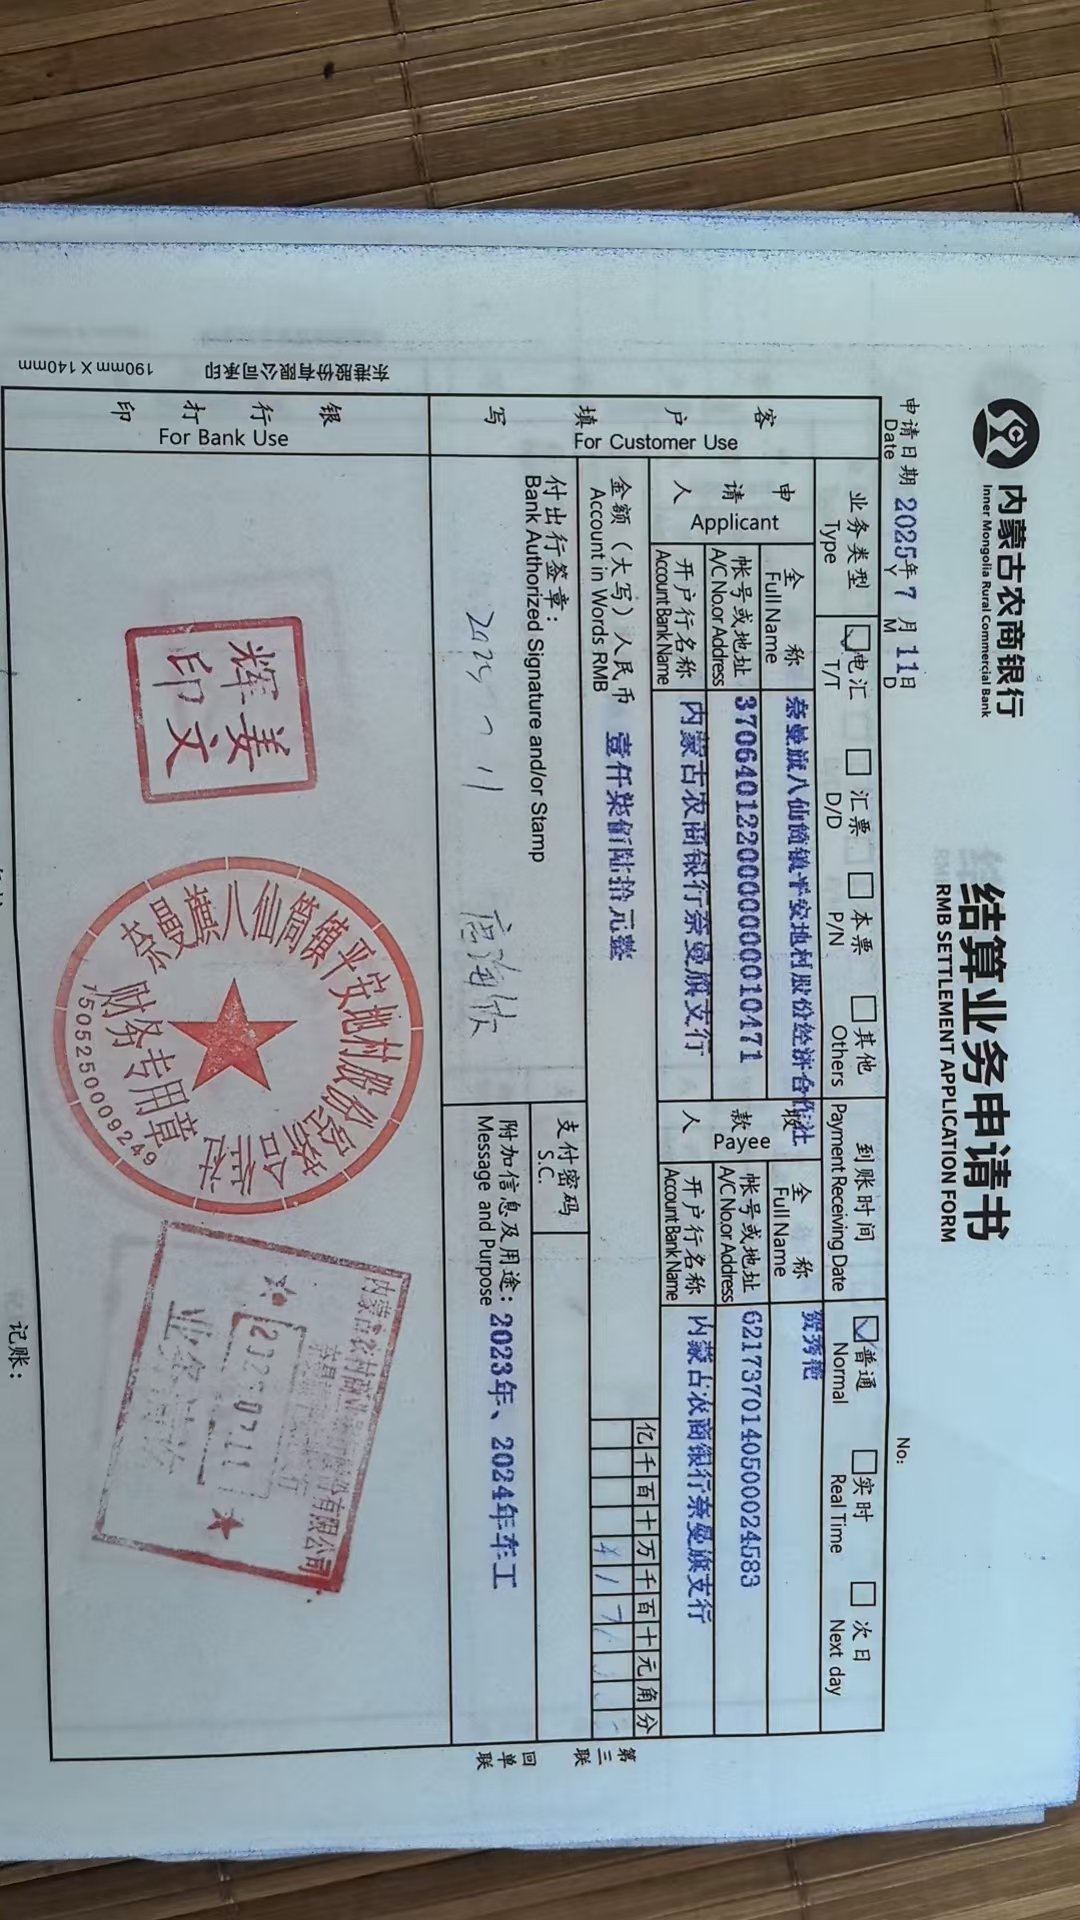 内蒙古农商银行
Inner Mongolia Rural Commercial Bank
结算业务申请书
RMB SETTLEMENT APPLICATION FORM
申请日期 2025年7月11日
Date Y M D
No:
业务类型 电汇 汇票 本票 其他 到账时间 普通 实时 次日
Type T/T D/D P/N Others Payment Receiving Date Normal Real Time Next day
客户填写
For Customer Use
申请人
Applicant
全称 奈曼旗八仙筒镇平安地村股份经济合作社
Full Name
帐号或地址 370640122000000010471
A/C No.or Address
开户行名称 内蒙古农商银行奈曼旗支行
Account Bank Name
收款人
Payee
全称 贺秀艳
Full Name
帐号或地址 6217370140500024583
A/C No.or Address
开户行名称 内蒙古农商银行奈曼旗支行
Account Bank Name
金额（大写）人民币 壹仟柒佰陆拾元整
Account in Words RMB
亿千百十万千百十元角分
付出行签章：
Bank Authorized Signature and/or Stamp
支付密码
S.C.
附加信息及用途：2023年、2024年车工
Message and Purpose
银行打印
For Bank Use
姜文辉印
奈曼旗八仙筒镇平安地村股份经济合作社
财务专用章
1505250009249
记账：
第三联 回单联
东港股份有限公司承印 190mm×140mm